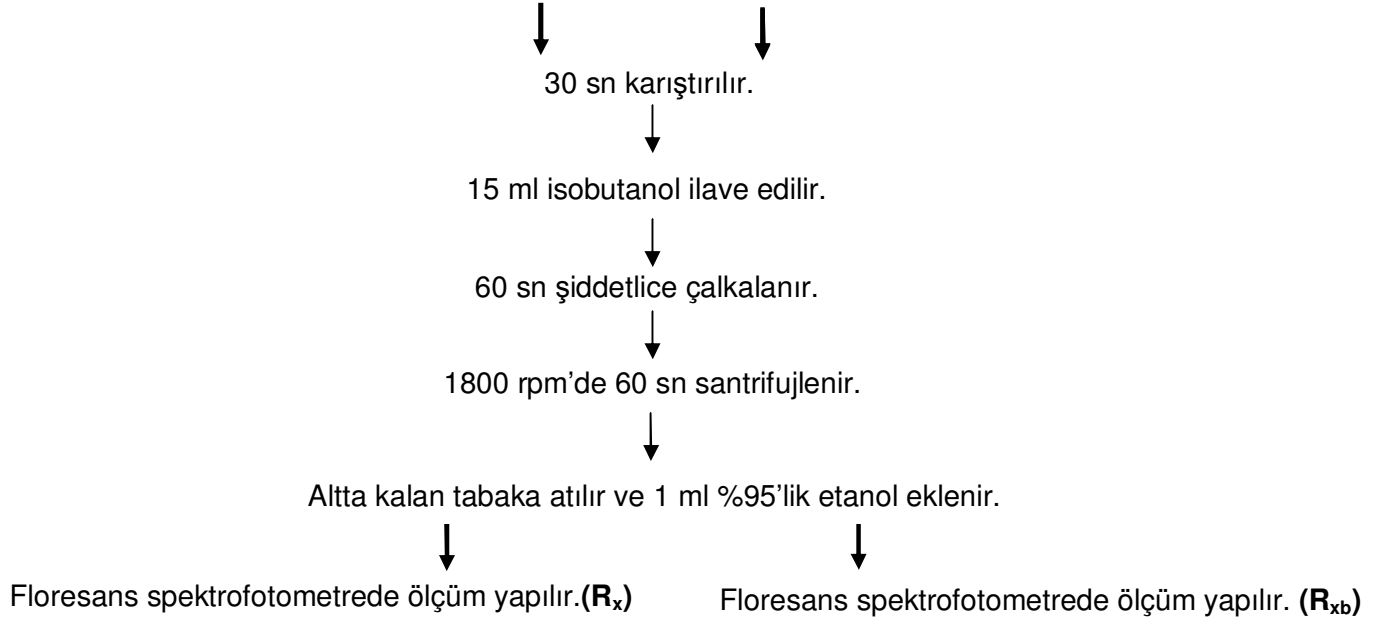 30 sn karıştırılır.
15 ml isobutanol ilave edilir.
60 sn şiddetlice çalkalanır.
1800 rpm’de 60 sn santrifujlenir.
Altta kalan tabaka atılır ve 1 ml %95’lik etanol eklenir.
Floresans spektrofotometrede ölçüm yapılır.(Rx) Floresans spektrofotometrede ölçüm yapılır. (Rxb)